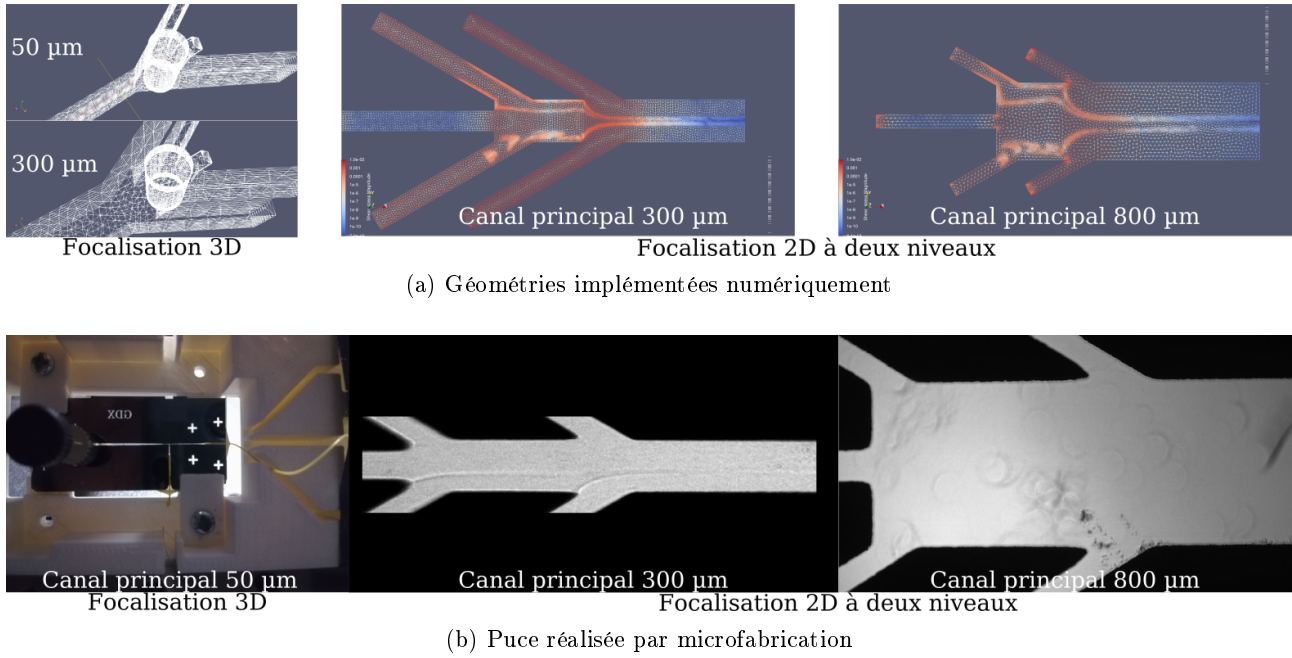 50 µm
300 µm
Focalisation 3D
Canal principal 300 µm
Canal principal 800 µm
Focalisation 2D à deux niveaux
(a) Géométries implémentées numériquement
GDX
Canal principal 50 µm
Canal principal 300 µm
Canal principal 800 µm
Focalisation 3D
Focalisation 2D à deux niveaux
(b) Puce réalisée par microfabrication